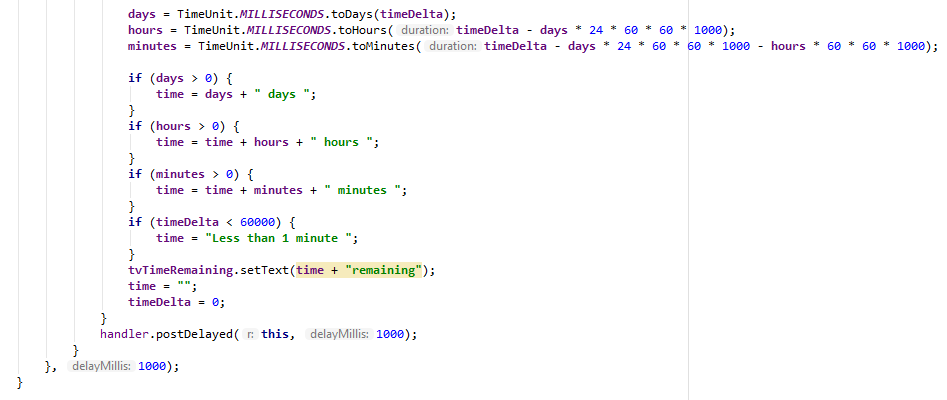 days = TimeUnit.MILLISECONDS.toDays(timeDelta);
hours = TimeUnit.MILLISECONDS.toHours( duration: timeDelta - days * 24 * 60 * 60 * 1000);
minutes = TimeUnit.MILLISECONDS.toMinutes( duration: timeDelta - days * 24 * 60 * 60 * 1000 - hours * 60 * 60 * 1000);
if (days > 0) {
time = days + " days ";
}
if (hours > 0) {
time = time + hours + " hours ";
}
if (minutes > 0) {
time = time + minutes + " minutes ";
}
if (timeDelta < 60000) {
time = "Less than 1 minute ";
}
tvTimeRemaining.setText(time + "remaining");
time = "";
timeDelta = 0;
}
handler.postDelayed( r: this, delayMillis: 1000);
}
}, delayMillis: 1000);
}